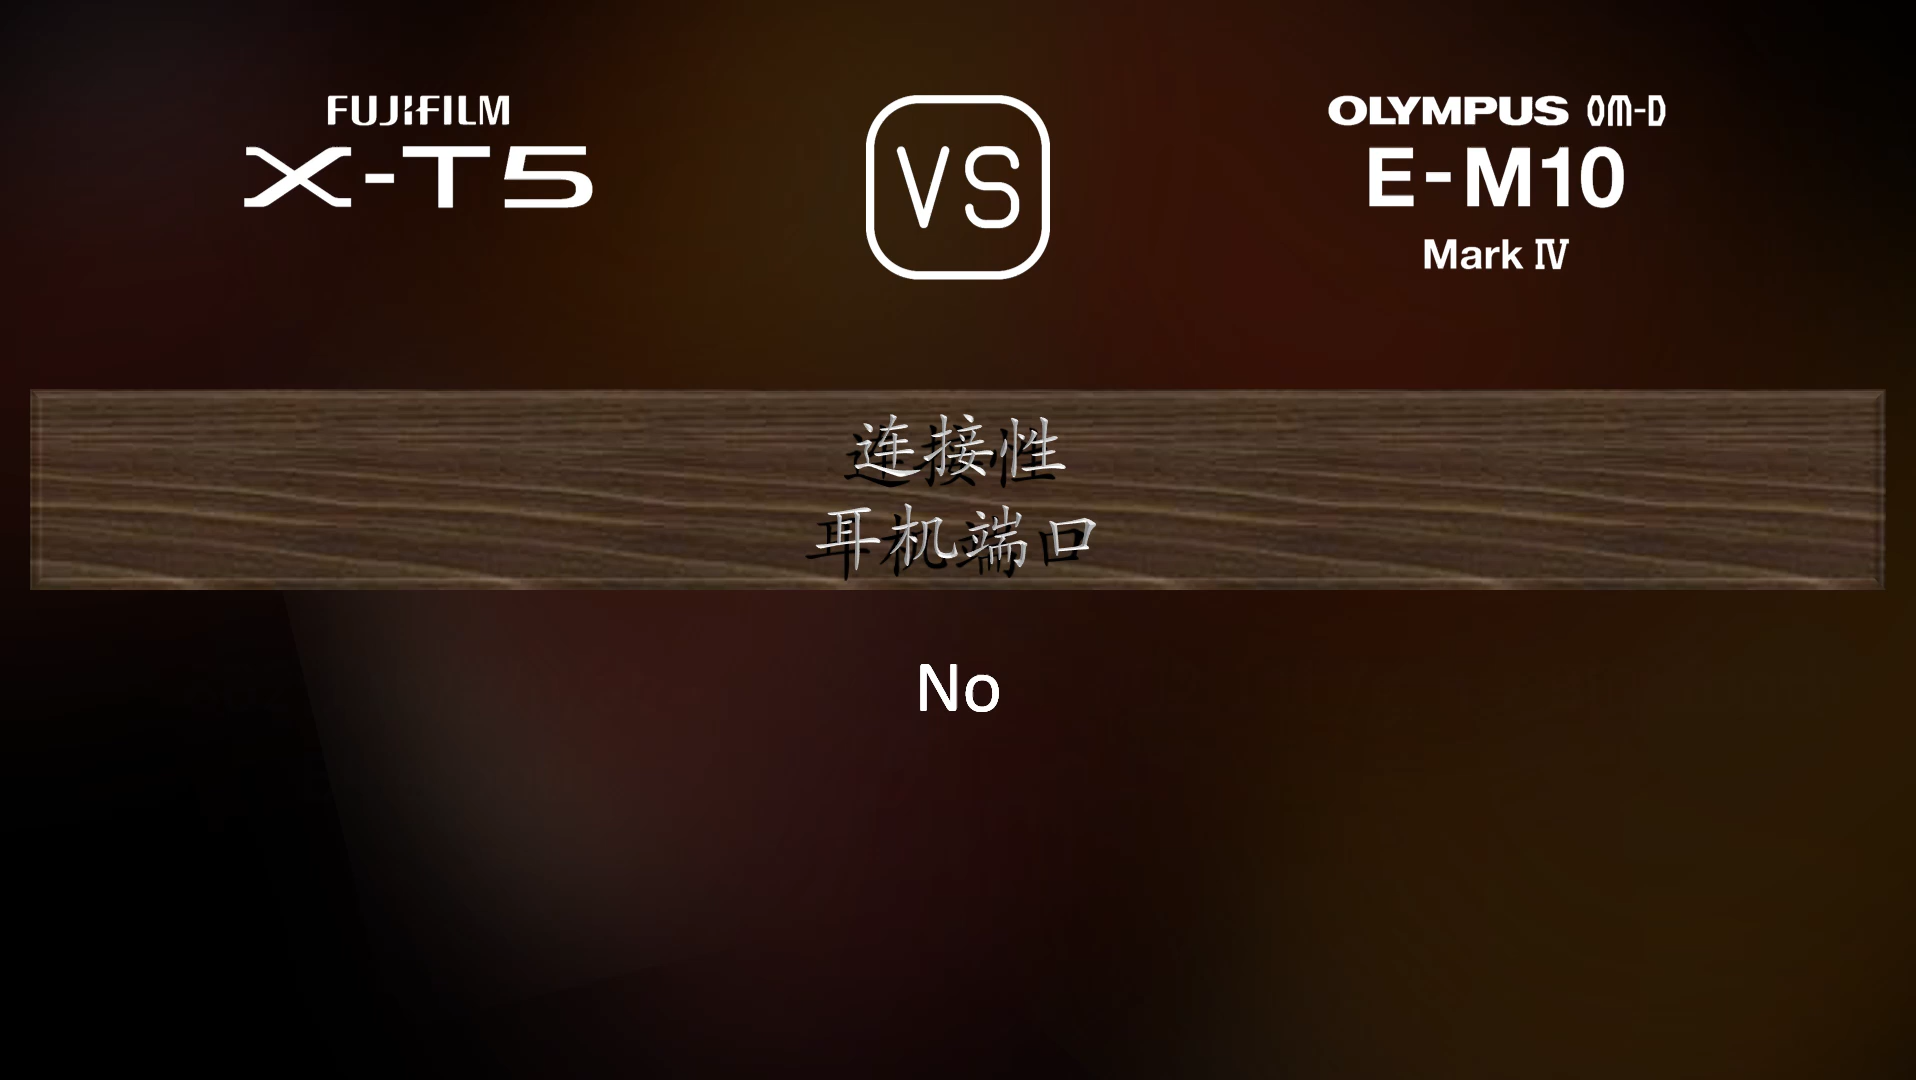 FUJIFILM
X-T5
VS
OLYMPUS OM-D
E-M10
Mark IV
连接性
耳机端口
No